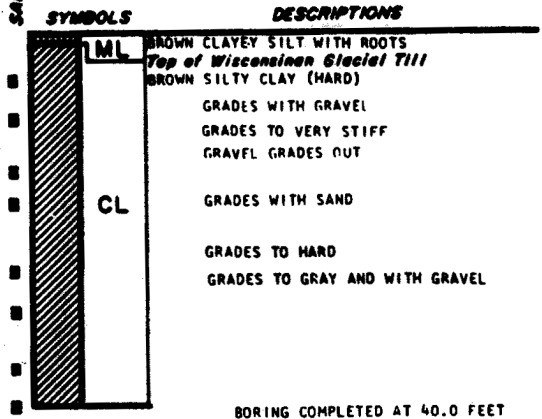 SYMBOLS DESCRIPTIONS
ML BROWN CLAYEY SILT WITH ROOTS
Top of Wisconsinan Glacial Till
BROWN SILTY CLAY (HARD)
GRADES WITH GRAVEL
GRADES TO VERY STIFF
GRAVEL GRADES OUT
CL GRADES WITH SAND
GRADES TO HARD
GRADES TO GRAY AND WITH GRAVEL
BORING COMPLETED AT 40.0 FEET